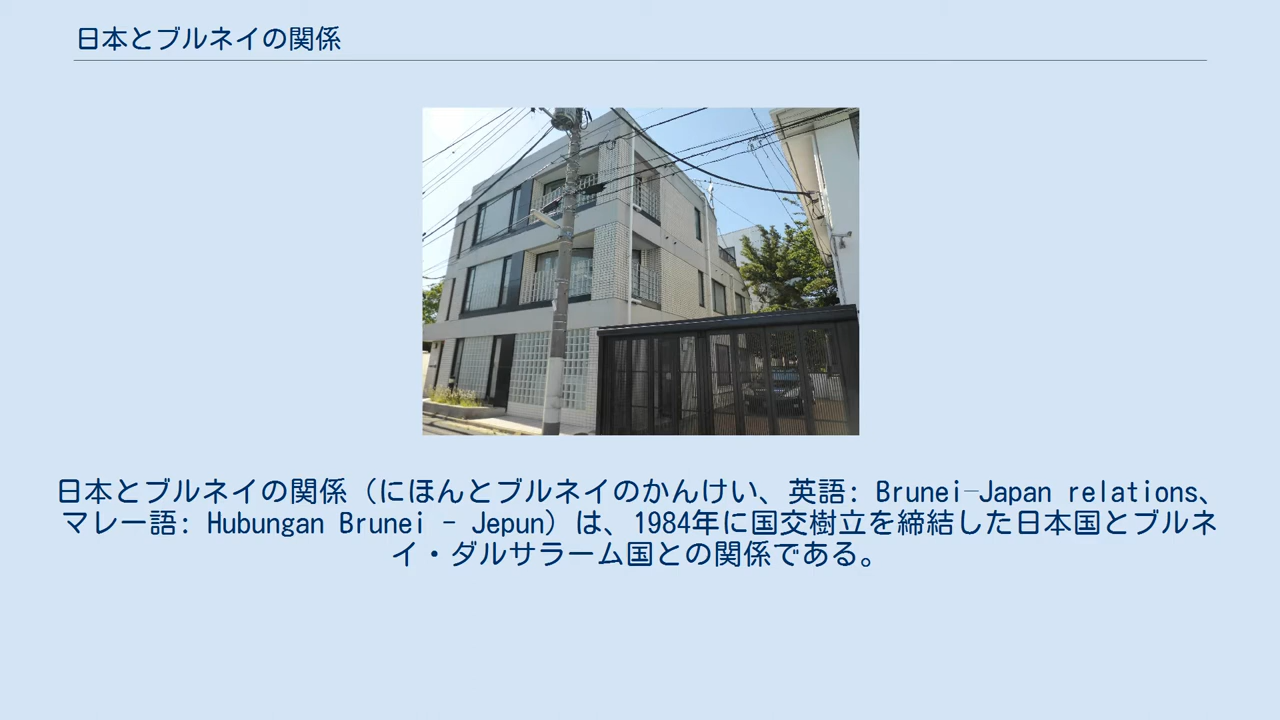 日本とブルネイの関係
日本とブルネイの関係（にほんとブルネイのかんけい、英語: Brunei–Japan relations、
マレー語: Hubungan Brunei - Jepun）は、1984年に国交樹立を締結した日本国とブルネ
イ・ダルサラーム国との関係である。